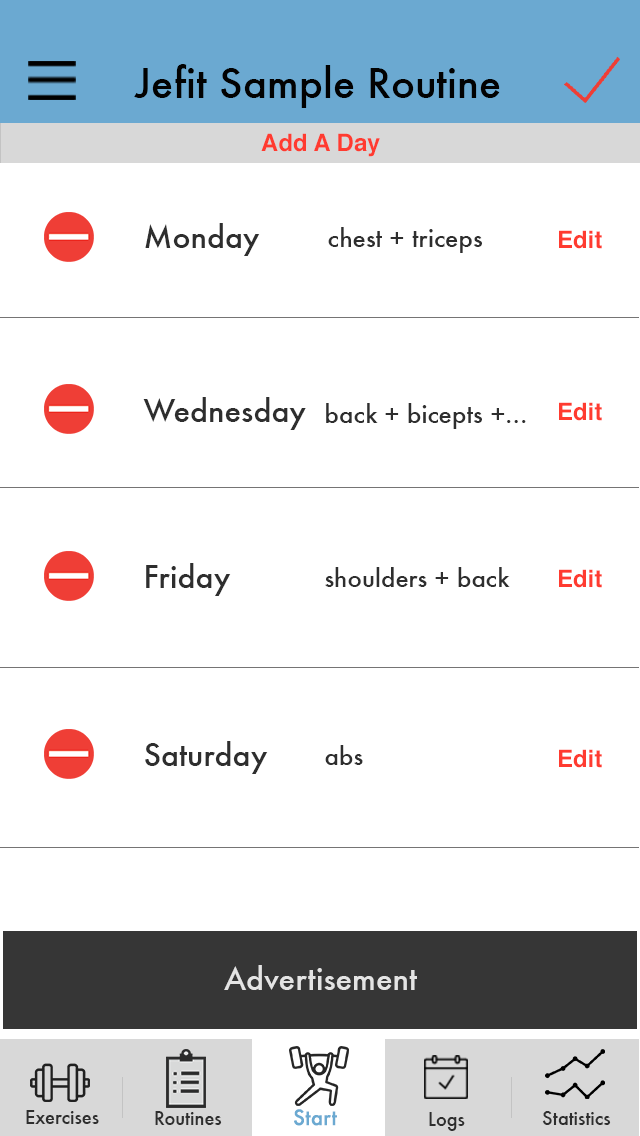 Jefit Sample Routine
Add A Day
Monday chest + triceps Edit
Wednesday back + bicepts +... Edit
Friday shoulders + back Edit
Saturday abs Edit
Advertisement
Exercises Routines Start Logs Statistics